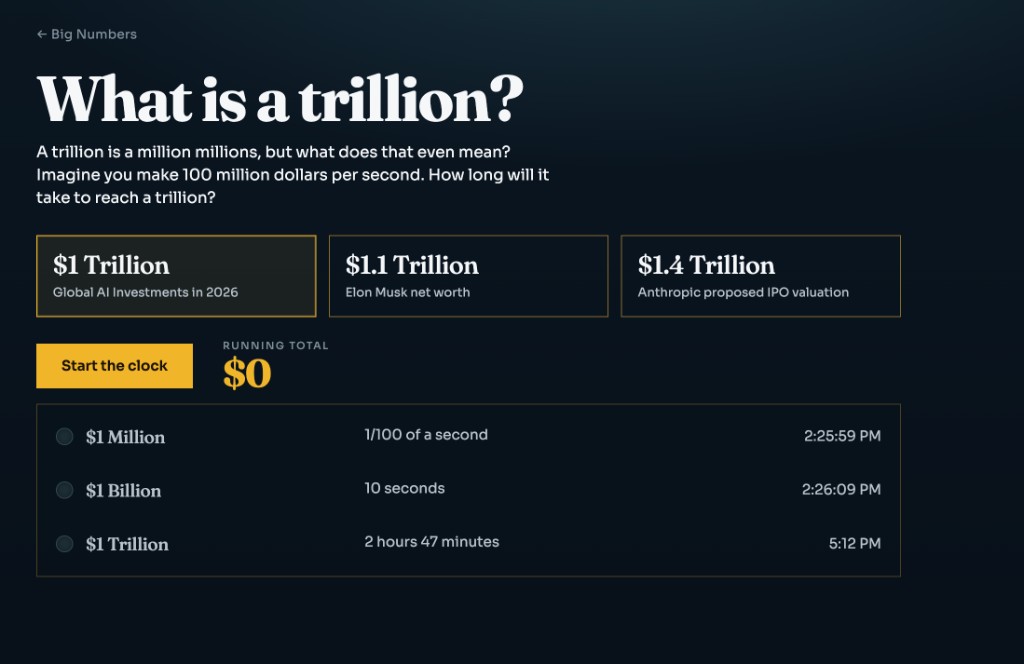 ← Big Numbers
What is a trillion?
A trillion is a million millions, but what does that even mean?
Imagine you make 100 million dollars per second. How long will it
take to reach a trillion?
$1 Trillion
Global AI Investments in 2026
$1.1 Trillion
Elon Musk net worth
$1.4 Trillion
Anthropic proposed IPO valuation
Start the clock
RUNNING TOTAL
$0
$1 Million
1/100 of a second
2:25:59 PM
$1 Billion
10 seconds
2:26:09 PM
$1 Trillion
2 hours 47 minutes
5:12 PM